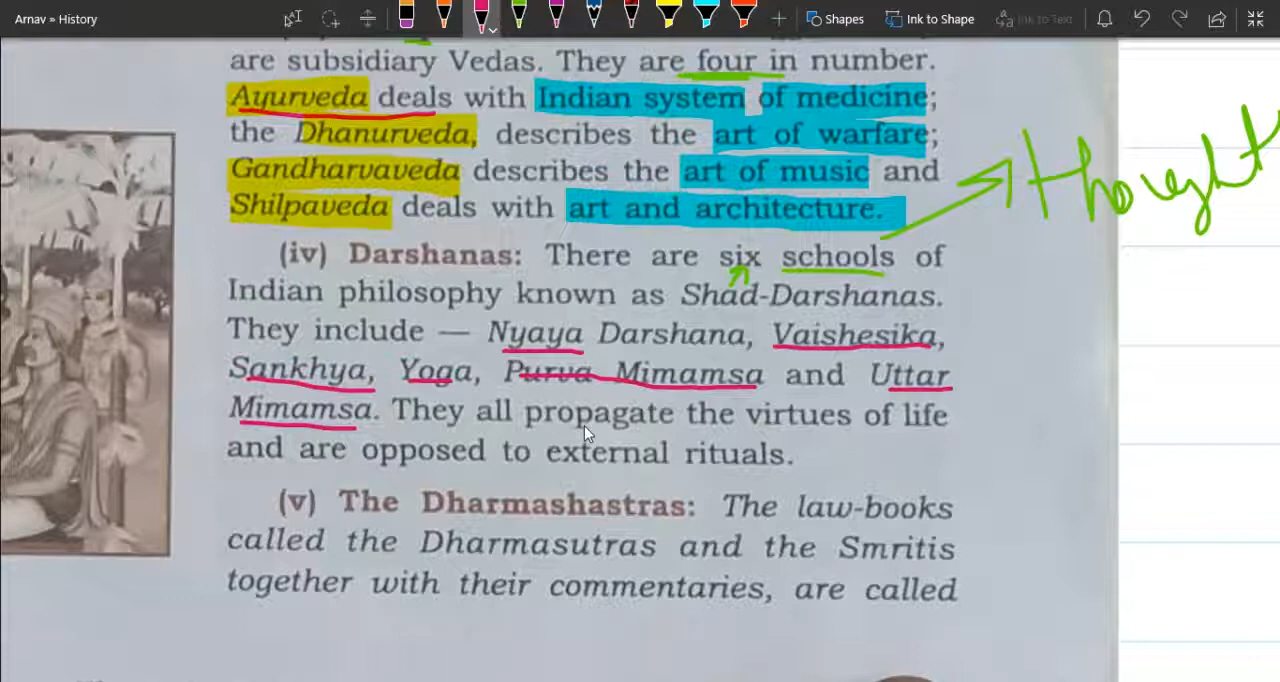 Arnav » History
Shapes
Ink to Shape
Ink to Text
are subsidiary Vedas. They are four in number.
Ayurveda deals with Indian system of medicine;
the Dhanurveda, describes the art of warfare;
Gandharvaveda describes the art of music and
Shilpaveda deals with art and architecture.
thought
(iv) Darshanas: There are six schools of
Indian philosophy known as Shad-Darshanas.
They include — Nyaya Darshana, Vaishesika,
Sankhya, Yoga, Purva Mimamsa and Uttar
Mimamsa. They all propagate the virtues of life
and are opposed to external rituals.
(v) The Dharmashastras: The law-books
called the Dharmasutras and the Smritis
together with their commentaries, are called